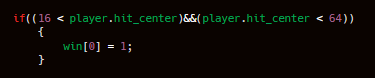 if((16 < player.hit_center)&&(player.hit_center < 64))
{
win[0] = 1;
}